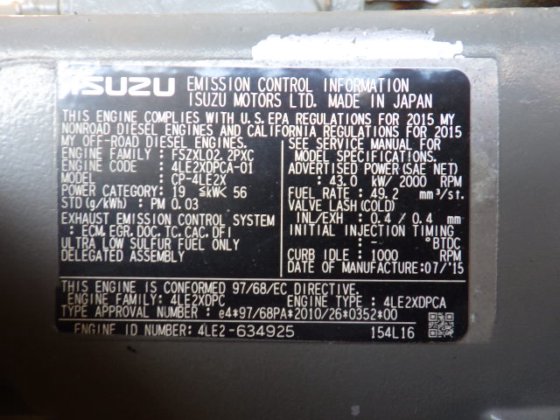 ISUZU
EMISSION CONTROL INFORMATION
ISUZU MOTORS LTD. MADE IN JAPAN
THIS ENGINE COMPLIES WITH U.S. EPA REGULATIONS FOR 2015 MY
NONROAD DIESEL ENGINES AND CALIFORNIA REGULATIONS FOR 2015
MY OFF-ROAD DIESEL ENGINES.
ENGINE FAMILY : FSZXL02.2PXC
ENGINE CODE : 4LE2XDPCA-01
ENGINE MODEL : CP-4LE2X
POWER CATEGORY : 19 ≤kW< 56
STD (g/kWh) : PM 0.03
EXHAUST EMISSION CONTROL SYSTEM
: ECM, EGR, DOC, TC, CAC, DFI
ULTRA LOW SULFUR FUEL ONLY
DELEGATED ASSEMBLY
SEE SERVICE MANUAL FOR
MODEL SPECIFICATIONS.
ADVERTISED POWER (SAE NET)
: 43.0 kW/ 2000 RPM
FUEL RATE: 49.2 mm³/st.
VALVE LASH (COLD)
INL/EXH : 0.4 / 0.4 mm
INITIAL INJECTION TIMING
: - °BTDC
CURB IDLE : 1000 RPM
DATE OF MANUFACTURE: 07/'15
THIS ENGINE IS CONFORMED 97/68/EC DIRECTIVE.
ENGINE FAMILY: 4LE2XDPC ENGINE TYPE: 4LE2XDPCA
TYPE APPROVAL NUMBER : e4*97/68PA*2010/26*0352*00
ENGINE ID NUMBER : 4LE2-634925 154L16